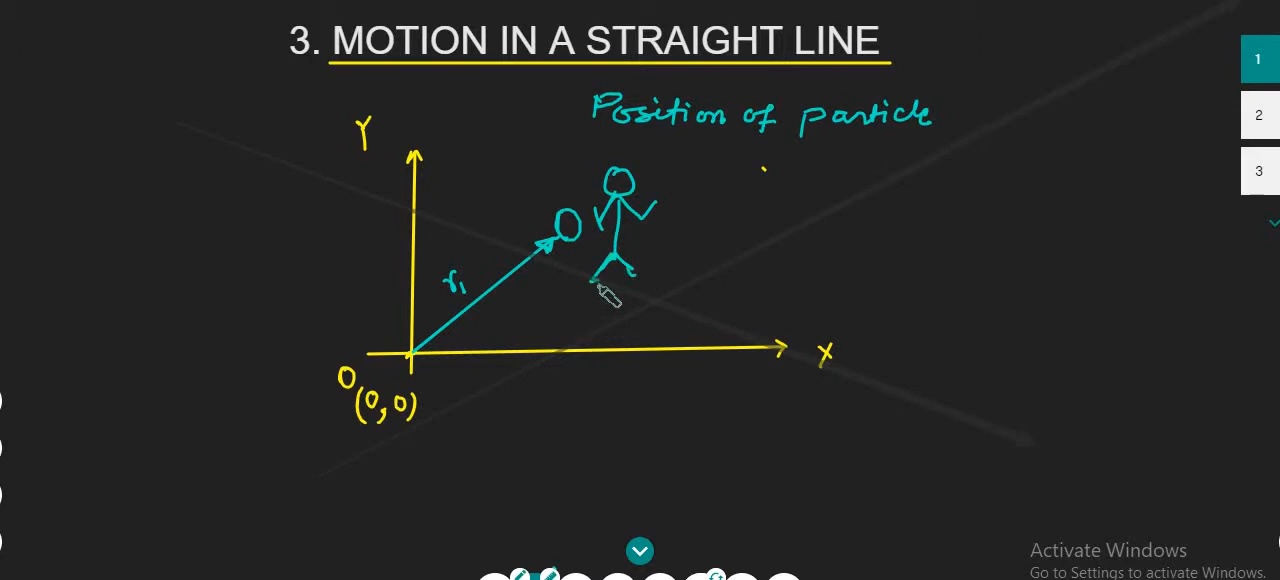 3. MOTION IN A STRAIGHT LINE
Position of particle
Y
r₁
X
O
(0,0)
1
2
3
Activate Windows
Go to Settings to activate Windows.